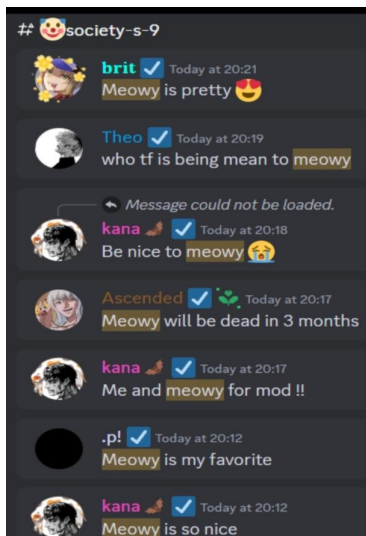 # 🤡society-s-9
brit Today at 20:21
Meowy is pretty 😍
Theo Today at 20:19
who tf is being mean to meowy
Message could not be loaded.
kana Today at 20:18
Be nice to meowy 😭
Ascended Today at 20:17
Meowy will be dead in 3 months
kana Today at 20:17
Me and meowy for mod !!
.p! Today at 20:12
Meowy is my favorite
kana Today at 20:12
Meowy is so nice